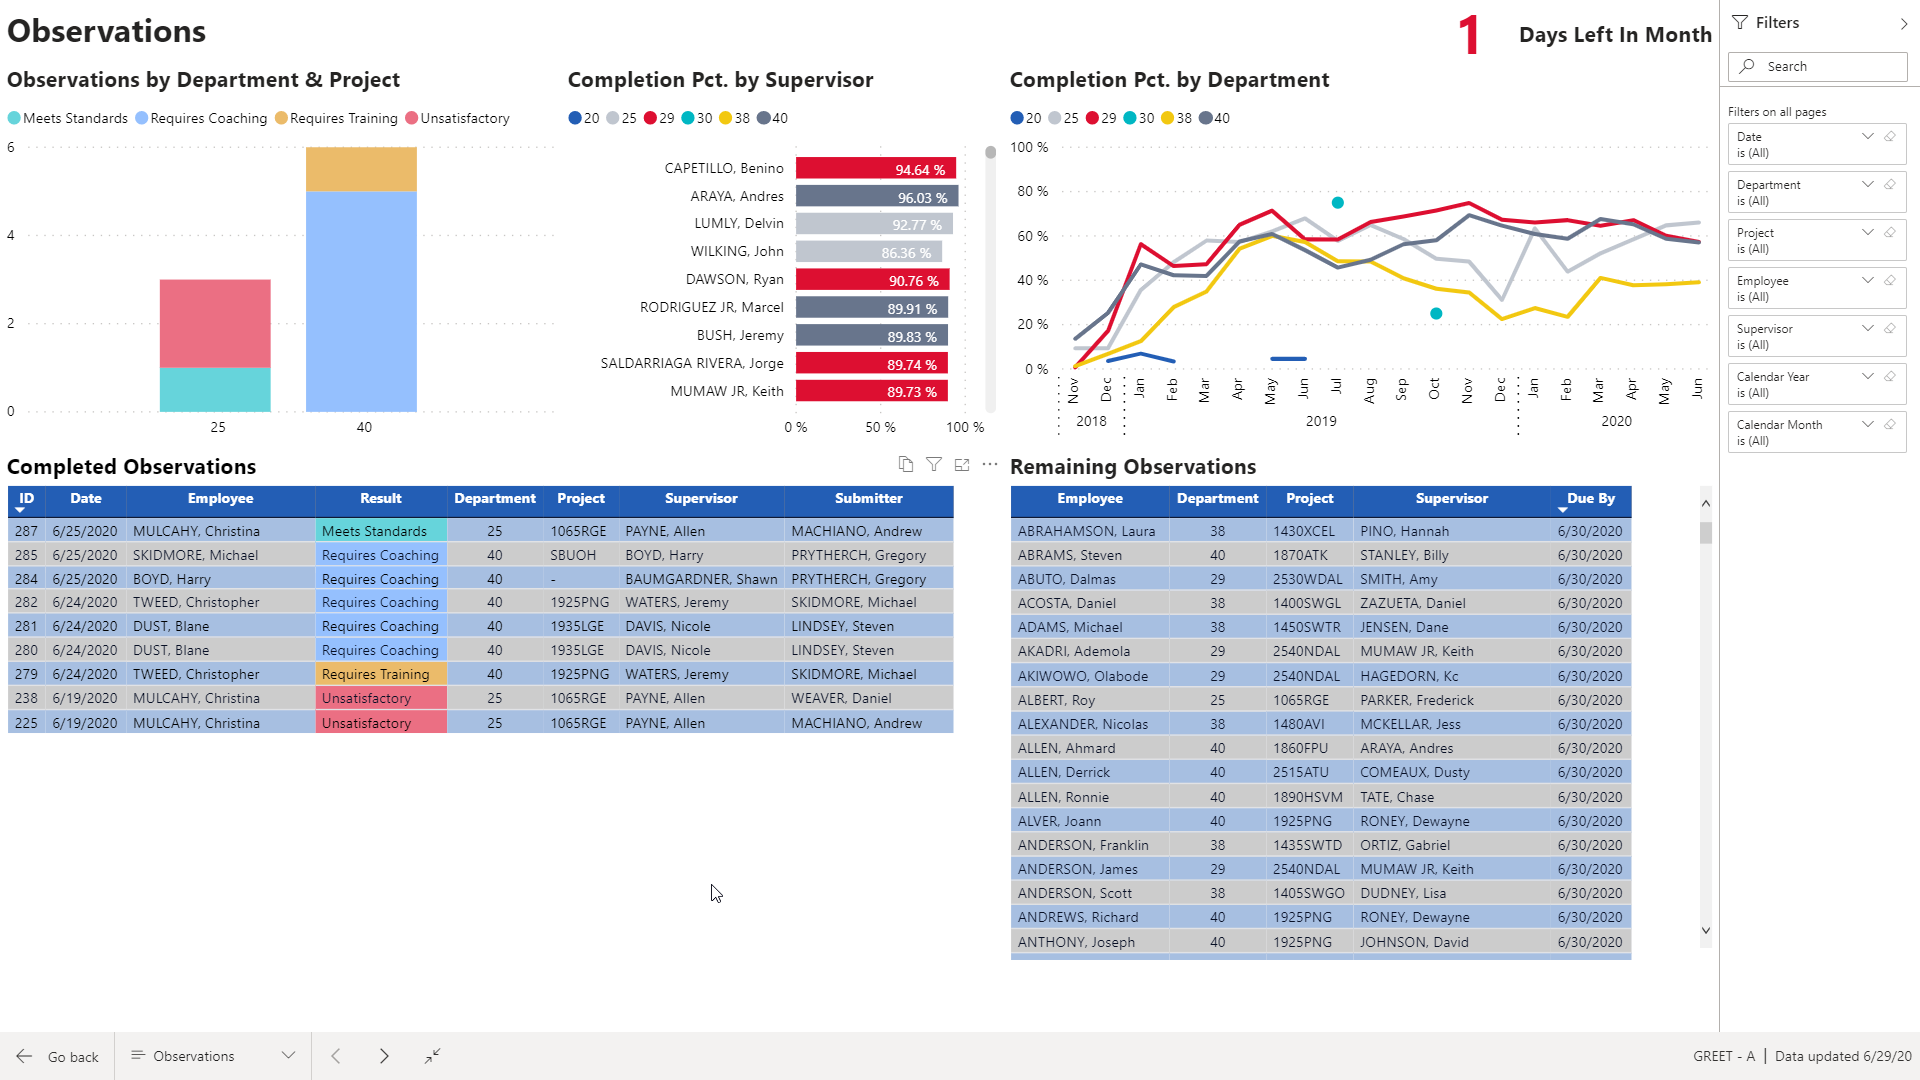 Observations
1 Days Left In Month
Observations by Department & Project
Meets Standards Requires Coaching Requires Training Unsatisfactory
6
4
2
0
25 40
Completion Pct. by Supervisor
20 25 29 30 38 40
CAPETILLO, Benino 94.64 %
ARAYA, Andres 96.03 %
LUMLY, Delvin 92.77 %
WILKING, John 86.36 %
DAWSON, Ryan 90.76 %
RODRIGUEZ JR, Marcel 89.91 %
BUSH, Jeremy 89.83 %
SALDARRIAGA RIVERA, Jorge 89.74 %
MUMAW JR, Keith 89.73 %
0 % 50 % 100 %
Completion Pct. by Department
20 25 29 30 38 40
100 %
80 %
60 %
40 %
20 %
0 %
Nov Dec Jan Feb Mar Apr May Jun Jul Aug Sep Oct Nov Dec Jan Feb Mar Apr May Jun
2018 2019 2020
Completed Observations
ID Date Employee Result Department Project Supervisor Submitter
287 6/25/2020 MULCAHY, Christina Meets Standards 25 1065RGE PAYNE, Allen MACHIANO, Andrew
285 6/25/2020 SKIDMORE, Michael Requires Coaching 40 SBUOH BOYD, Harry PRYTHERCH, Gregory
284 6/25/2020 BOYD, Harry Requires Coaching 40 - BAUMGARDNER, Shawn PRYTHERCH, Gregory
282 6/24/2020 TWEED, Christopher Requires Coaching 40 1925PNG WATERS, Jeremy SKIDMORE, Michael
281 6/24/2020 DUST, Blane Requires Coaching 40 1935LGE DAVIS, Nicole LINDSEY, Steven
280 6/24/2020 DUST, Blane Requires Coaching 40 1935LGE DAVIS, Nicole LINDSEY, Steven
279 6/24/2020 TWEED, Christopher Requires Training 40 1925PNG WATERS, Jeremy SKIDMORE, Michael
238 6/19/2020 MULCAHY, Christina Unsatisfactory 25 1065RGE PAYNE, Allen WEAVER, Daniel
225 6/19/2020 MULCAHY, Christina Unsatisfactory 25 1065RGE PAYNE, Allen MACHIANO, Andrew
Remaining Observations
Employee Department Project Supervisor Due By
ABRAHAMSON, Laura 38 1430XCEL PINO, Hannah 6/30/2020
ABRAMS, Steven 40 1870ATK STANLEY, Billy 6/30/2020
ABUTO, Dalmas 29 2530WDAL SMITH, Amy 6/30/2020
ACOSTA, Daniel 38 1400SWGL ZAZUETA, Daniel 6/30/2020
ADAMS, Michael 38 1450SWTR JENSEN, Dane 6/30/2020
AKADRI, Ademola 29 2540NDAL MUMAW JR, Keith 6/30/2020
AKIWOWO, Olabode 29 2540NDAL HAGEDORN, Kc 6/30/2020
ALBERT, Roy 25 1065RGE PARKER, Frederick 6/30/2020
ALEXANDER, Nicolas 38 1480AVI MCKELLAR, Jess 6/30/2020
ALLEN, Ahmard 40 1860FPU ARAYA, Andres 6/30/2020
ALLEN, Derrick 40 2515ATU COMEAUX, Dusty 6/30/2020
ALLEN, Ronnie 40 1890HSVM TATE, Chase 6/30/2020
ALVER, Joann 40 1925PNG RONEY, Dewayne 6/30/2020
ANDERSON, Franklin 38 1435SWTD ORTIZ, Gabriel 6/30/2020
ANDERSON, James 29 2540NDAL MUMAW JR, Keith 6/30/2020
ANDERSON, Scott 38 1405SWGO DUDNEY, Lisa 6/30/2020
ANDREWS, Richard 40 1925PNG RONEY, Dewayne 6/30/2020
ANTHONY, Joseph 40 1925PNG JOHNSON, David 6/30/2020
Filters
Search
Filters on all pages
Date
is (All)
Department
is (All)
Project
is (All)
Employee
is (All)
Supervisor
is (All)
Calendar Year
is (All)
Calendar Month
is (All)
Go back Observations
GREET - A | Data updated 6/29/20